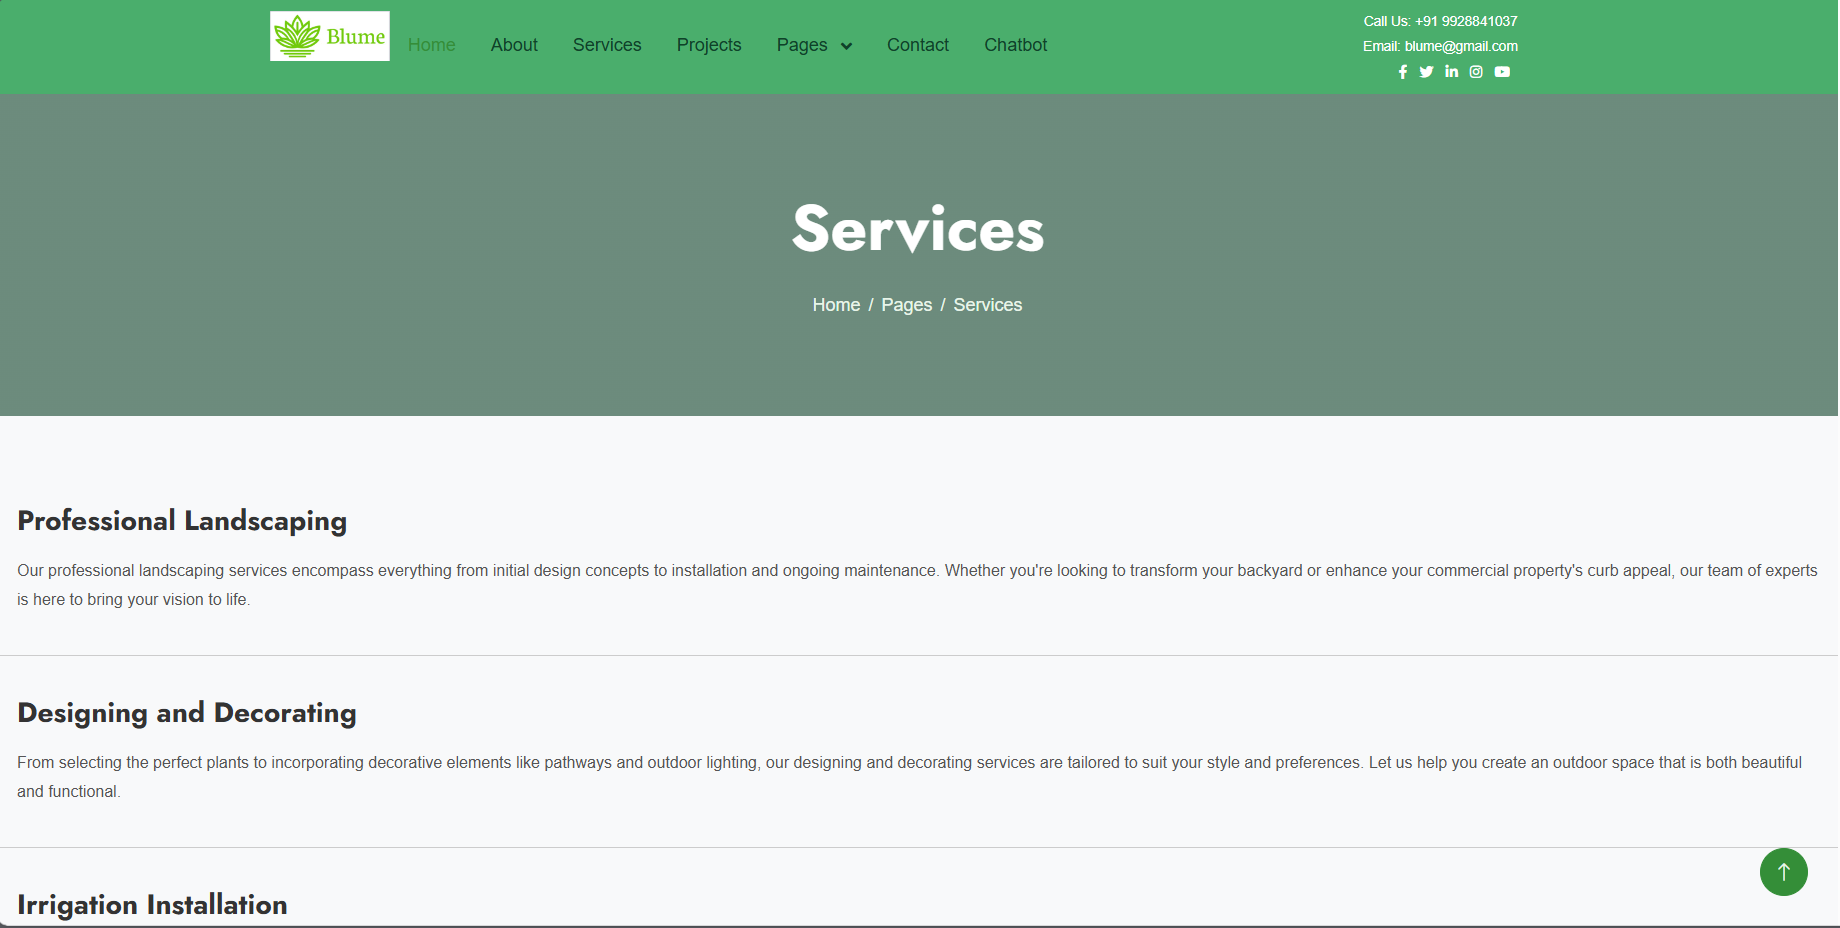 Blume
Home About Services Projects Pages Contact Chatbot
Call Us: +91 9928841037
Email: blume@gmail.com
Services
Home / Pages / Services
Professional Landscaping
Our professional landscaping services encompass everything from initial design concepts to installation and ongoing maintenance. Whether you're looking to transform your backyard or enhance your commercial property's curb appeal, our team of experts
is here to bring your vision to life.
Designing and Decorating
From selecting the perfect plants to incorporating decorative elements like pathways and outdoor lighting, our designing and decorating services are tailored to suit your style and preferences. Let us help you create an outdoor space that is both beautiful
and functional.
Irrigation Installation